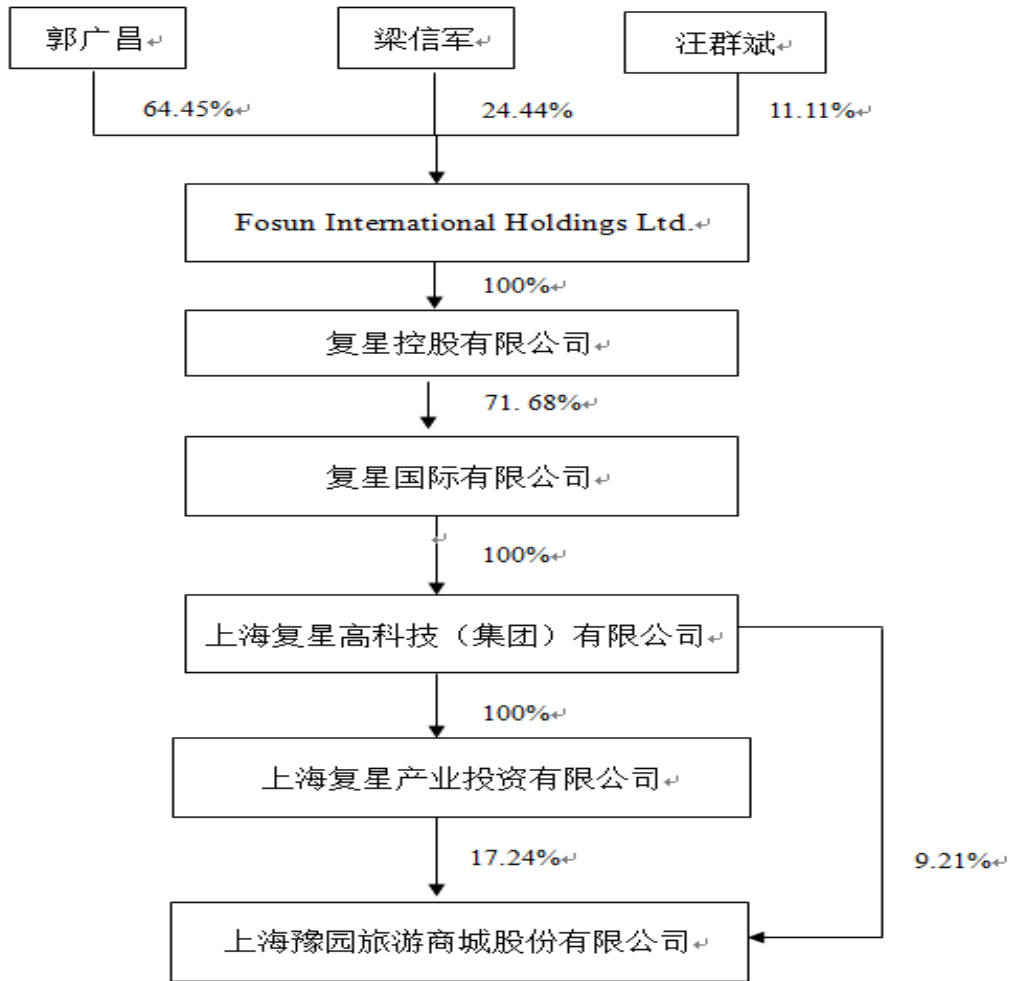 郭广昌↵
梁信军↵
汪群斌↵
64.45%↵
24.44%
11.11%↵
Fosun International Holdings Ltd.↵
100%↵
复星控股有限公司↵
71. 68%↵
复星国际有限公司↵
↵
100%↵
上海复星高科技（集团）有限公司↵
100%↵
上海复星产业投资有限公司↵
17.24%↵
9.21%↵
上海豫园旅游商城股份有限公司↵